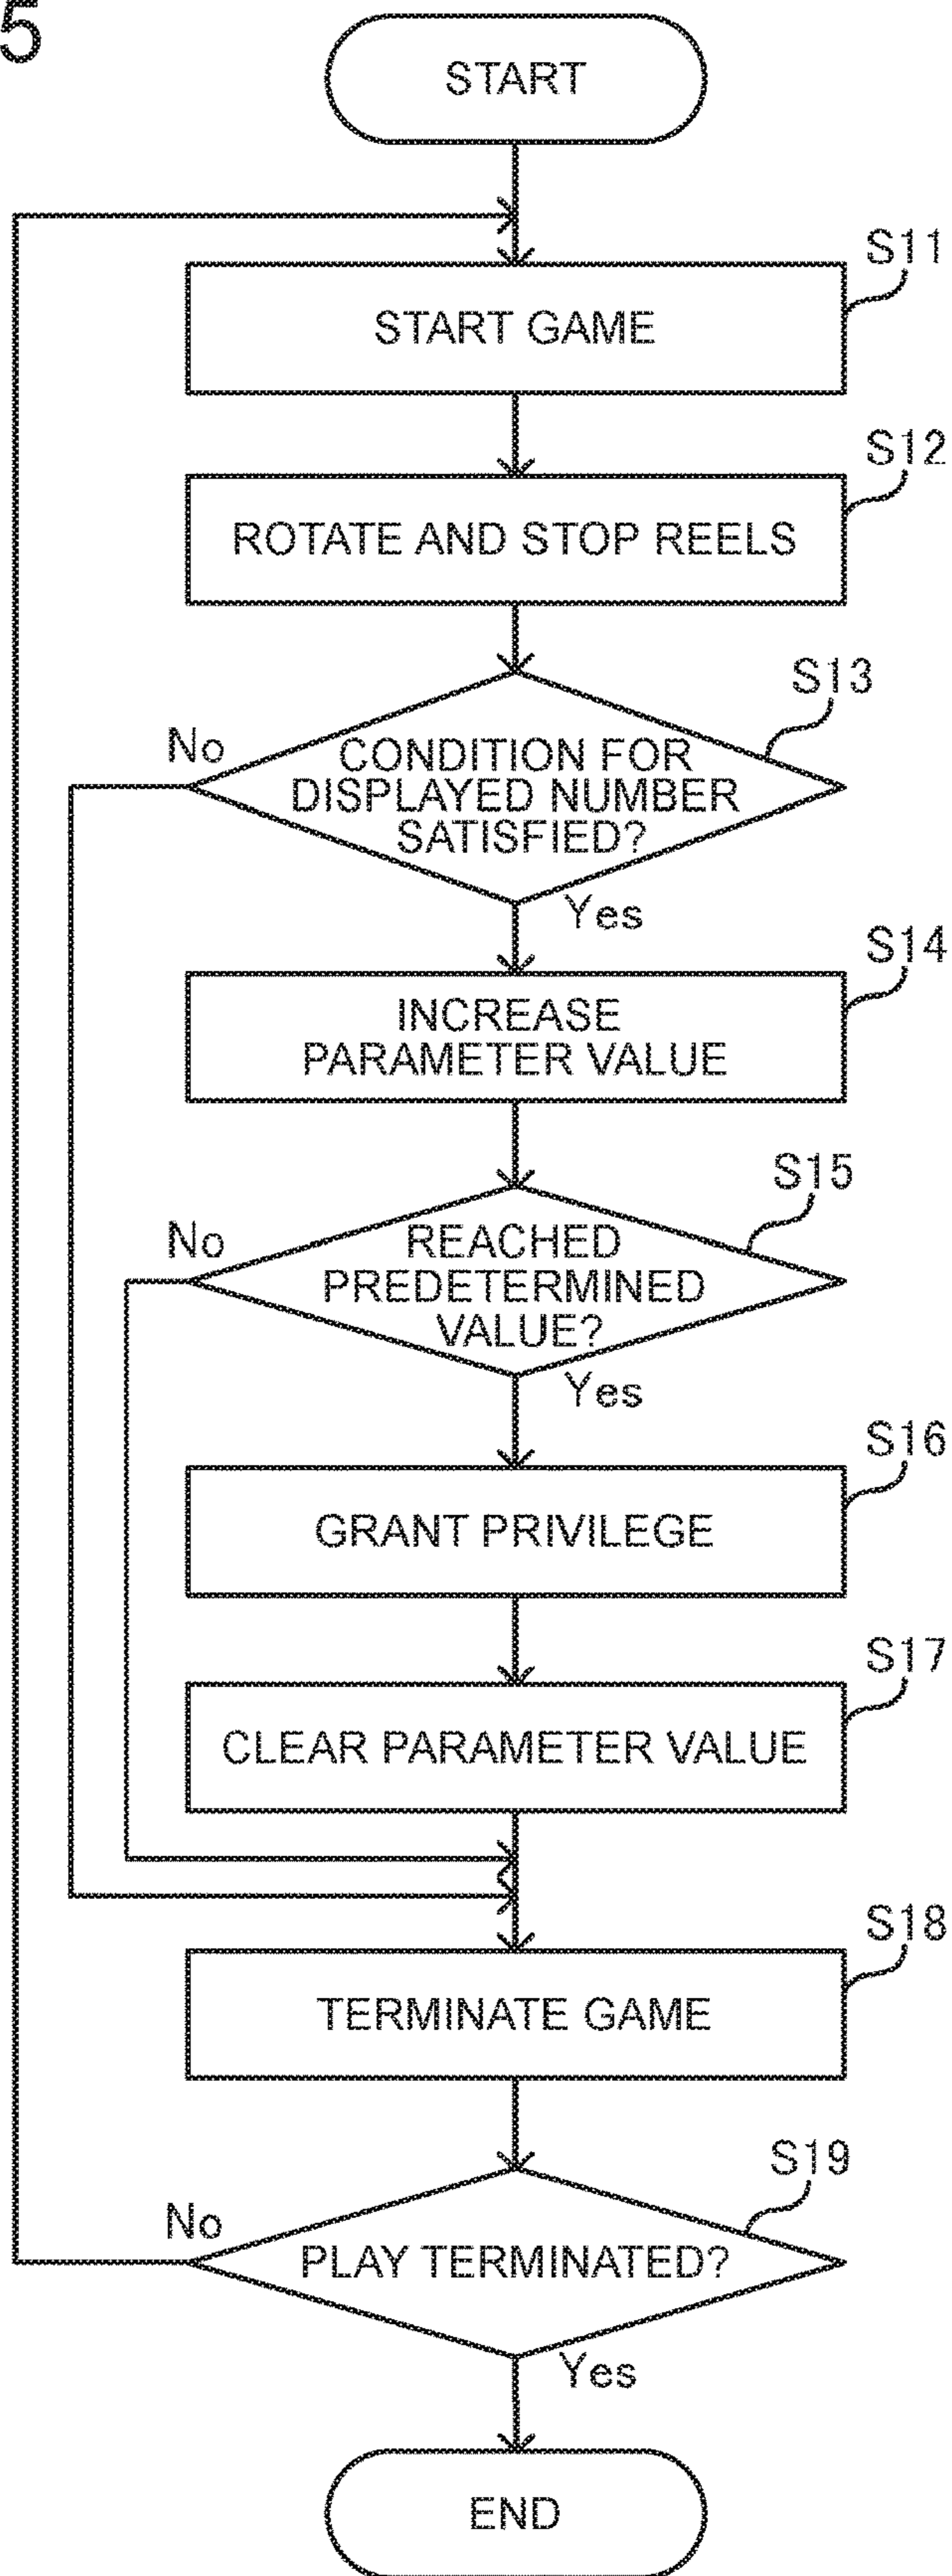 5
START
S11
START GAME
S12
ROTATE AND STOP REELS
S13
No
CONDITION FOR
DISPLAYED NUMBER
SATISFIED?
Yes
S14
INCREASE
PARAMETER VALUE
S15
No
REACHED
PREDETERMINED
VALUE?
Yes
S16
GRANT PRIVILEGE
S17
CLEAR PARAMETER VALUE
S18
TERMINATE GAME
S19
No
PLAY TERMINATED?
Yes
END